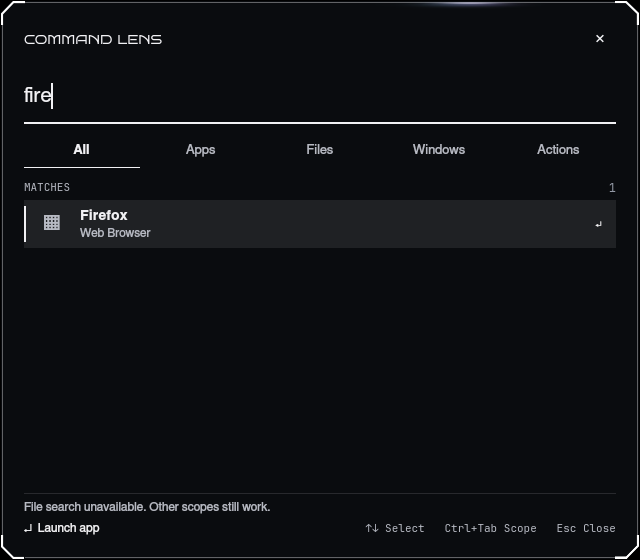 COMMAND LENS ×
fire
All Apps Files Windows Actions
MATCHES 1
Firefox
Web Browser ↵
File search unavailable. Other scopes still work.
↵ Launch app ↑↓ Select Ctrl+Tab Scope Esc Close